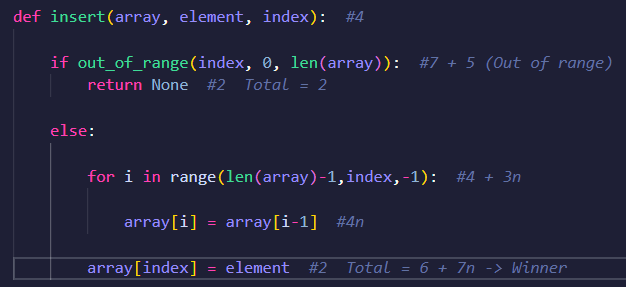 def insert(array, element, index):  #4
if out_of_range(index, 0, len(array)):  #7 + 5 (Out of range)
return None  #2  Total = 2
else:
for i in range(len(array)-1,index,-1):  #4 + 3n
array[i] = array[i-1]  #4n
array[index] = element  #2  Total = 6 + 7n -> Winner